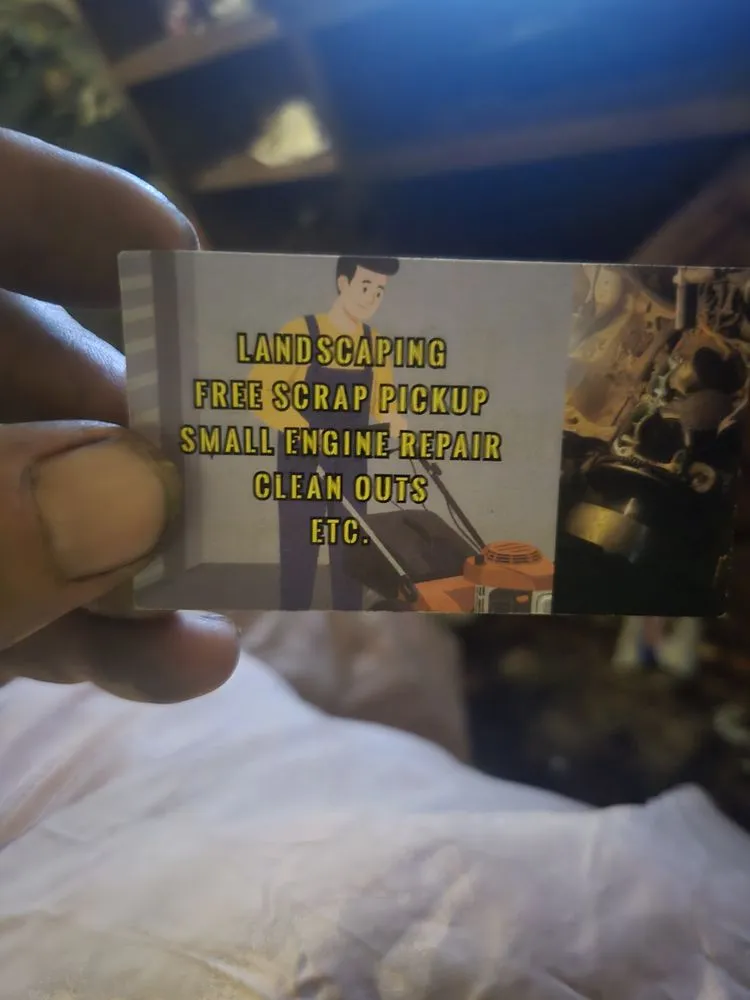 LANDSCAPING
FREE SCRAP PICKUP
SMALL ENGINE REPAIR
CLEAN OUTS
ETC.